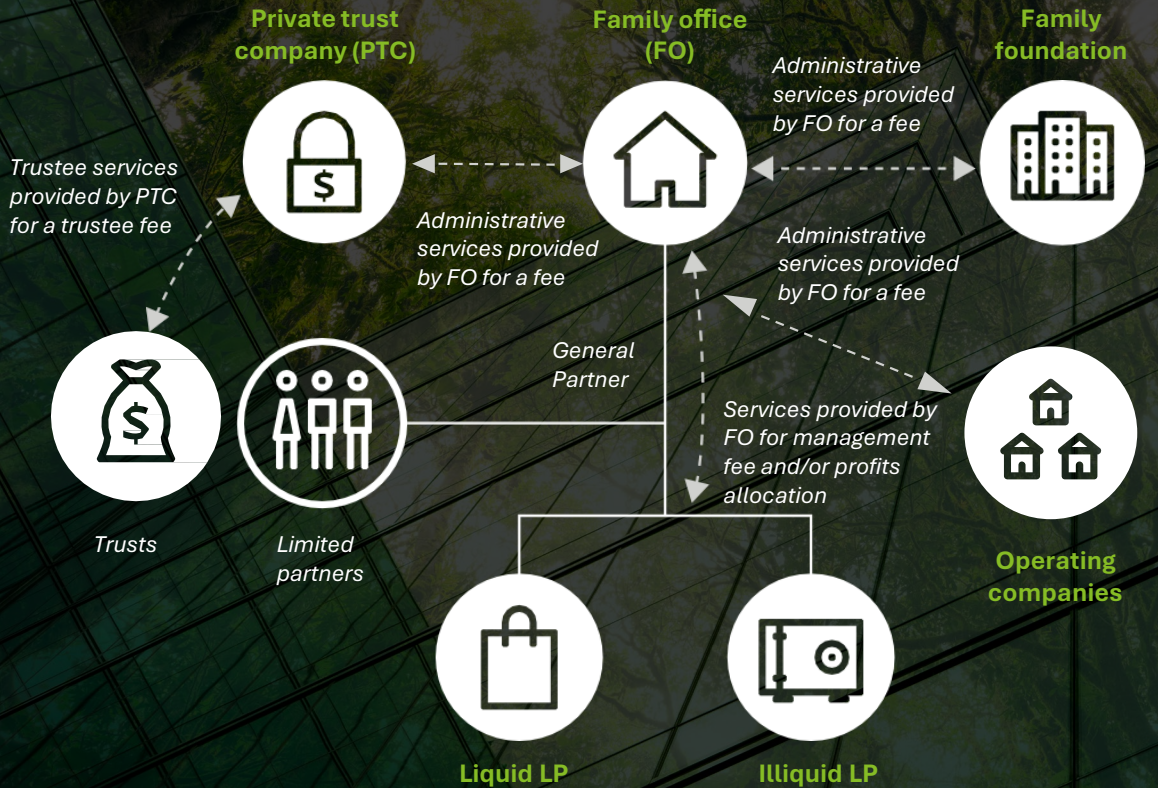 Private trust
company (PTC)
Family office
(FO)
Family
foundation
Administrative
services provided
by FO for a fee
$
Trustee services
provided by PTC
for a trustee fee
Administrative
services provided
by FO for a fee
Administrative
services provided
by FO for a fee
General
Partner
$
Services provided by
FO for management
fee and/or profits
allocation
Trusts
Limited
partners
Operating
companies
Liquid LP
Illiquid LP